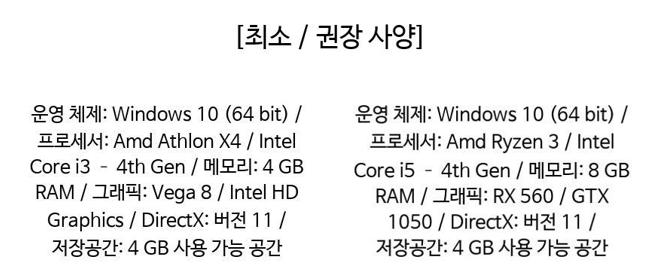 [최소 / 권장 사양]
운영 체제: Windows 10 (64 bit) /
프로세서: Amd Athlon X4 / Intel
Core i3 - 4th Gen / 메모리: 4 GB
RAM / 그래픽: Vega 8 / Intel HD
Graphics / DirectX: 버전 11 /
저장공간: 4 GB 사용 가능 공간
운영 체제: Windows 10 (64 bit) /
프로세서: Amd Ryzen 3 / Intel
Core i5 - 4th Gen / 메모리: 8 GB
RAM / 그래픽: RX 560 / GTX
1050 / DirectX: 버전 11 /
저장공간: 4 GB 사용 가능 공간